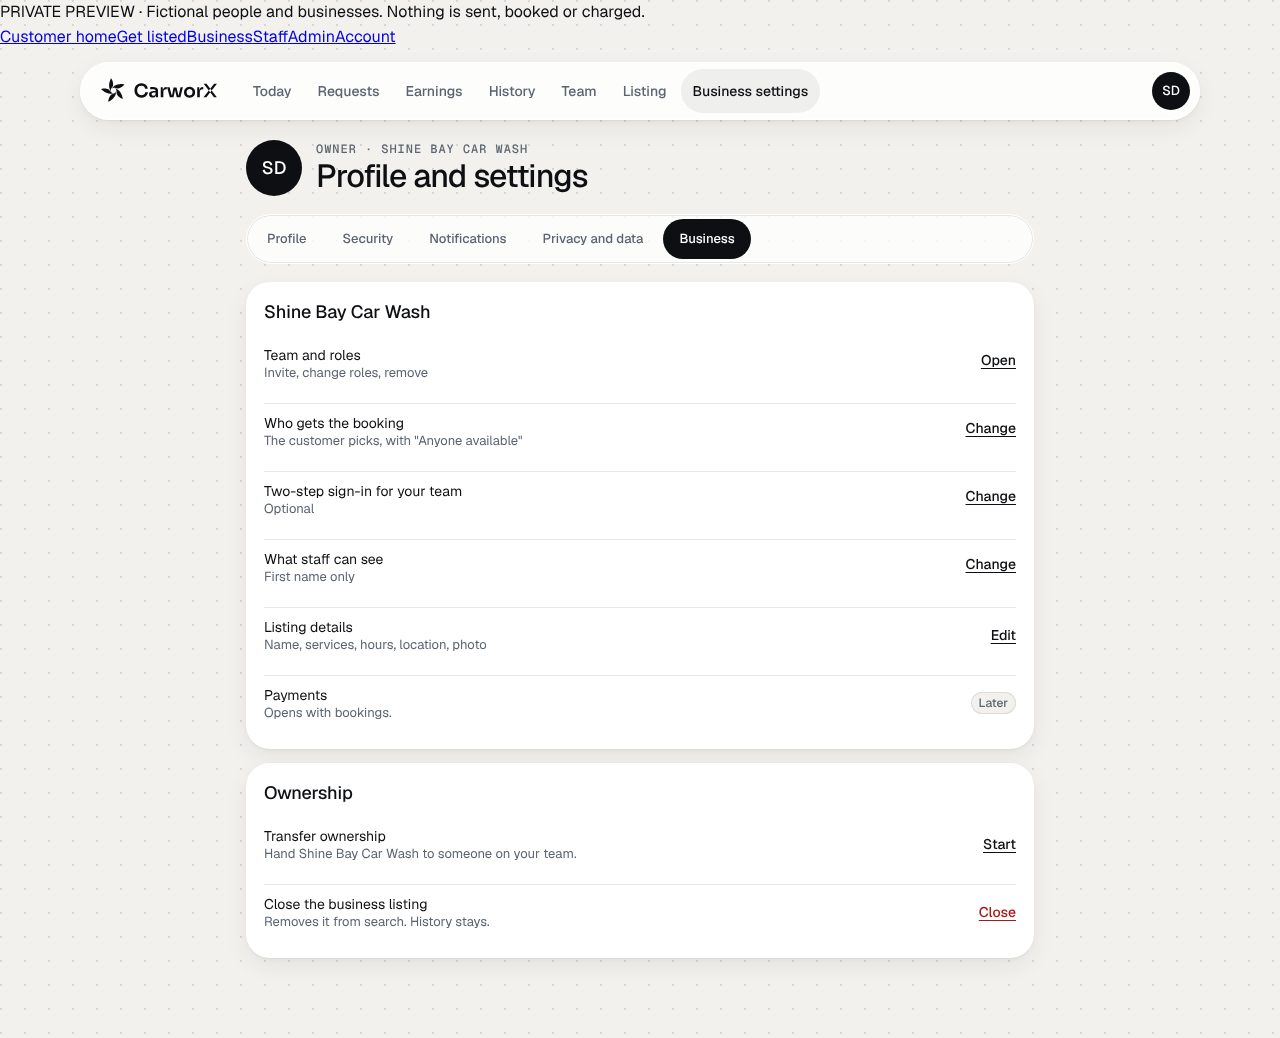 PRIVATE PREVIEW · Fictional people and businesses. Nothing is sent, booked or charged.
Customer homeGet listedBusinessStaffAdminAccount
CarworX Today Requests Earnings History Team Listing Business settings SD
SD
OWNER · SHINE BAY CAR WASH
Profile and settings
Profile Security Notifications Privacy and data Business
Shine Bay Car Wash
Team and roles
Invite, change roles, remove
Open
Who gets the booking
The customer picks, with "Anyone available"
Change
Two-step sign-in for your team
Optional
Change
What staff can see
First name only
Change
Listing details
Name, services, hours, location, photo
Edit
Payments
Opens with bookings.
Later
Ownership
Transfer ownership
Hand Shine Bay Car Wash to someone on your team.
Start
Close the business listing
Removes it from search. History stays.
Close